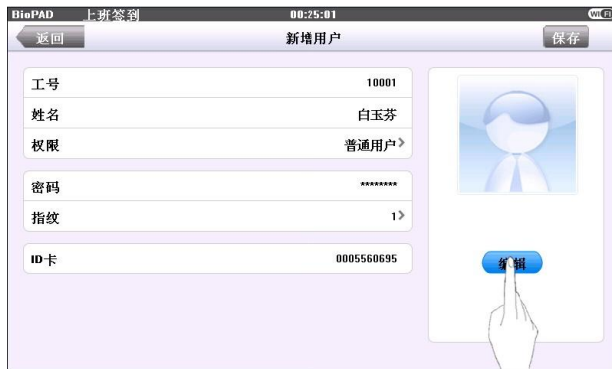 BioPAD 上班签到 00:25:01 WIFI
返回 新增用户 保存
工号 10001
姓名 白玉芬
权限 普通用户>
密码 ********
指纹 1>
ID卡 0005560695
编辑